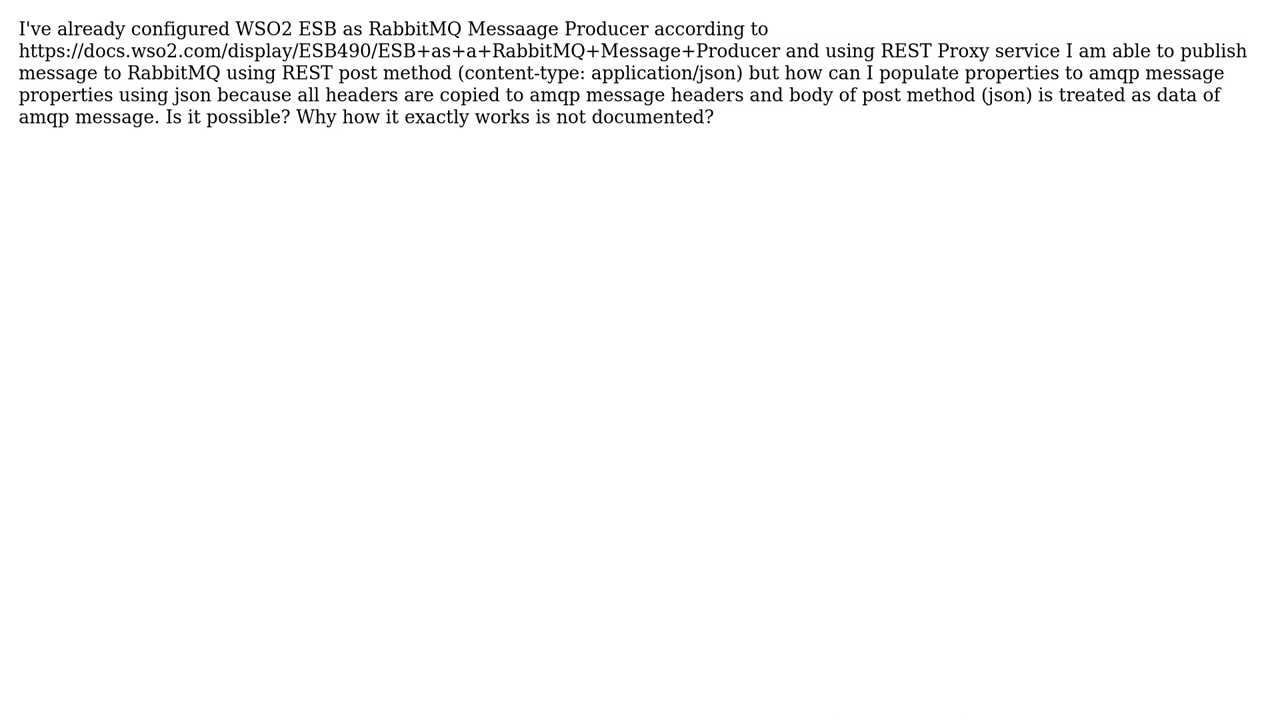 I've already configured WSO2 ESB as RabbitMQ Messaage Producer according to
https://docs.wso2.com/display/ESB490/ESB+as+a+RabbitMQ+Message+Producer and using REST Proxy service I am able to publish
message to RabbitMQ using REST post method (content-type: application/json) but how can I populate properties to amqp message
properties using json because all headers are copied to amqp message headers and body of post method (json) is treated as data of
amqp message. Is it possible? Why how it exactly works is not documented?